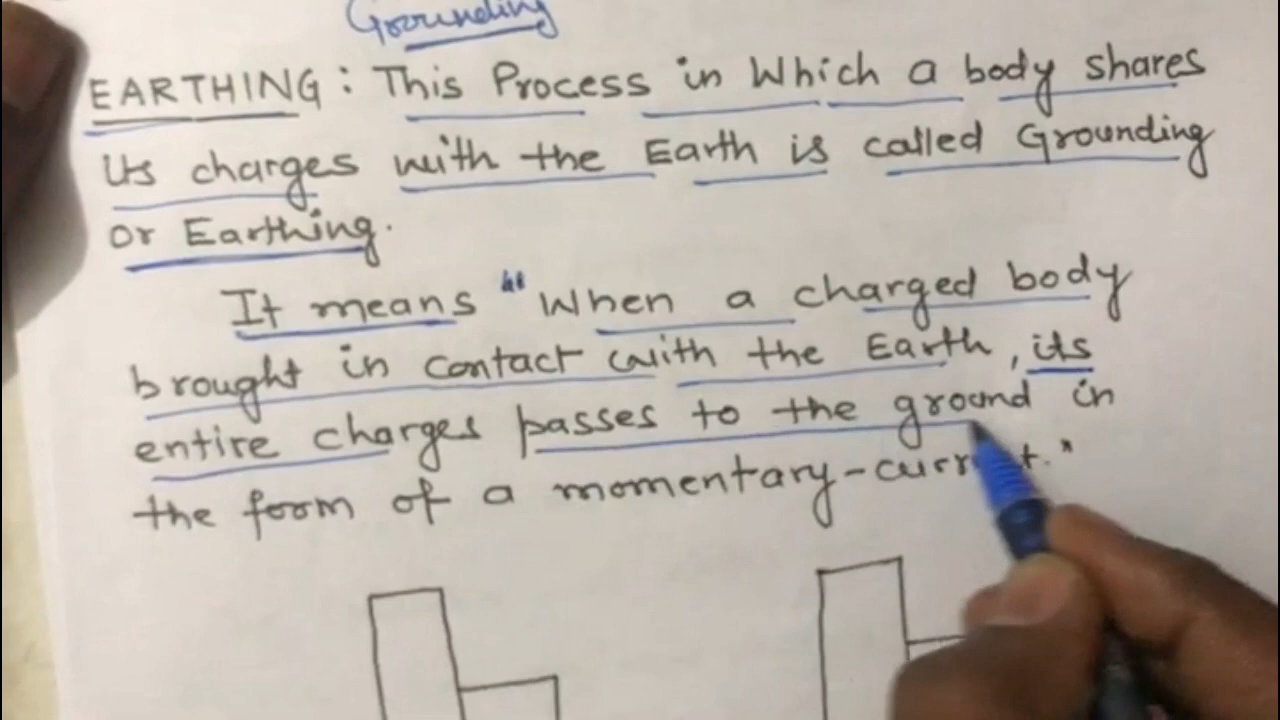 Grounding
EARTHING : This Process in Which a body shares
Its charges with the Earth is called Grounding
or Earthing.
It means "When a charged body
brought in contact with the Earth, its
entire charges passes to the ground in
the form of a momentary-current."